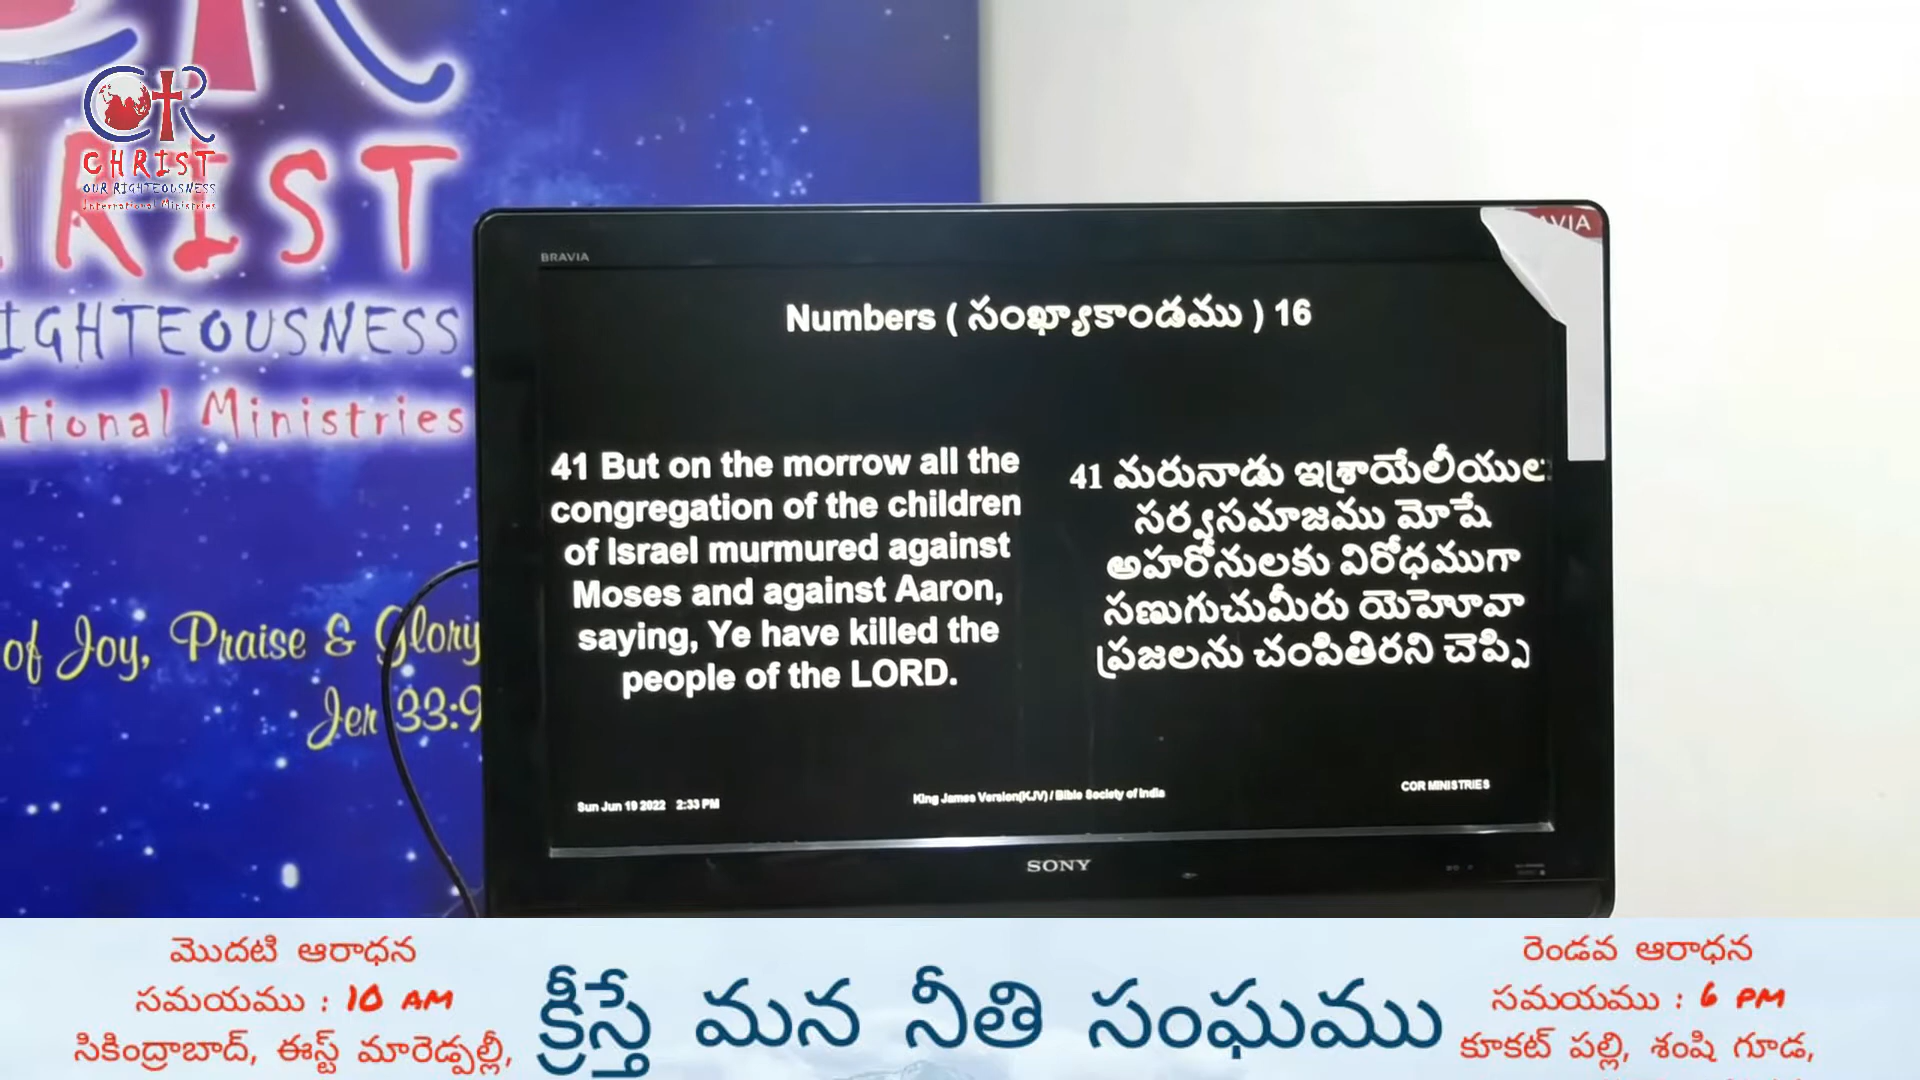 CR
CHRIST
OUR RIGHTEOUSNESS
International Ministries
of Joy, Praise & Glory
Jer 33:9
BRAVIA
Numbers ( సంఖ్యాకాండము ) 16
41 But on the morrow all the
congregation of the children
of Israel murmured against
Moses and against Aaron,
saying, Ye have killed the
people of the LORD.
41 మరునాడు ఇశ్రాయేలీయుల
సర్వసమాజము మోషే
అహరోనులకు విరోధముగా
సణుగుచుమీరు యెహోవా
ప్రజలను చంపితిరని చెప్పి
Sun Jun 19 2022 2:33 PM
King James Version(KJV) / Bible Society of India
COR MINISTRIES
SONY
మొదటి ఆరాధన
సమయము : 10 AM
సికింద్రాబాద్, ఈస్ట్ మారెడ్పల్లీ,
క్రీస్తే మన నీతి సంఘము
రెండవ ఆరాధన
సమయము : 6 PM
కూకట్ పల్లి, శంషి గూడ,